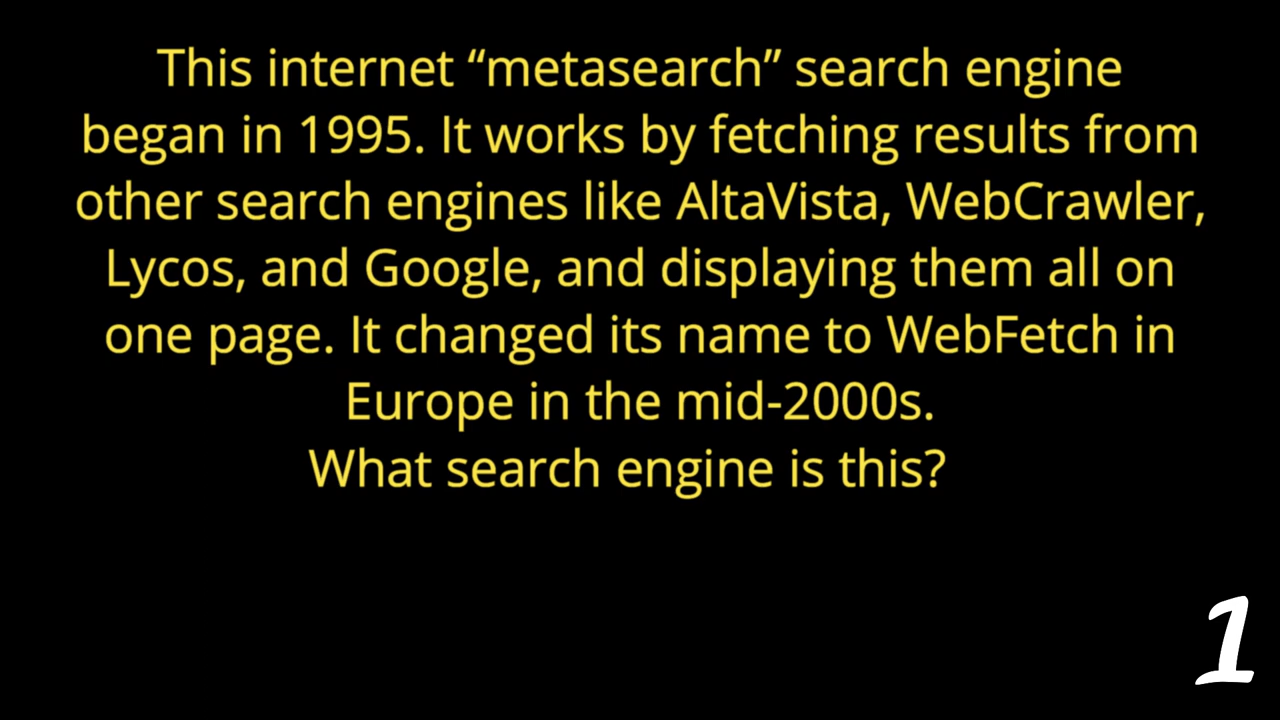 This internet “metasearch” search engine
began in 1995. It works by fetching results from
other search engines like AltaVista, WebCrawler,
Lycos, and Google, and displaying them all on
one page. It changed its name to WebFetch in
Europe in the mid-2000s.
What search engine is this?
1